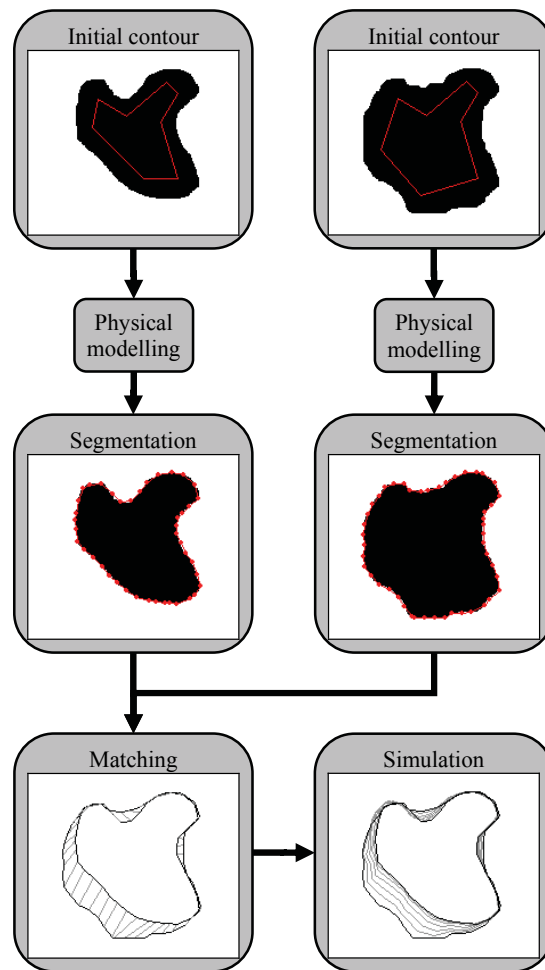 Initial contour
Initial contour
Physical
modelling
Physical
modelling
Segmentation
Segmentation
Matching
Simulation